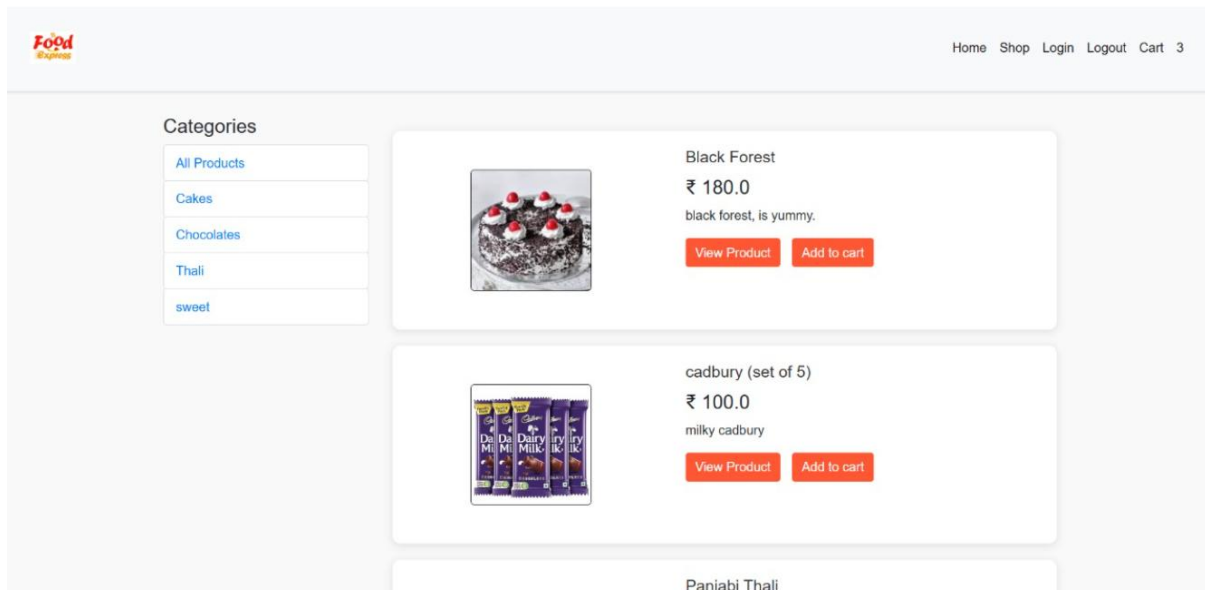 Food
express
Home Shop Login Logout Cart 3
Categories
All Products
Cakes
Chocolates
Thali
sweet
Black Forest
₹ 180.0
black forest, is yummy.
View Product Add to cart
Dairy
Milk
cadbury (set of 5)
₹ 100.0
milky cadbury
View Product Add to cart
Panjabi Thali